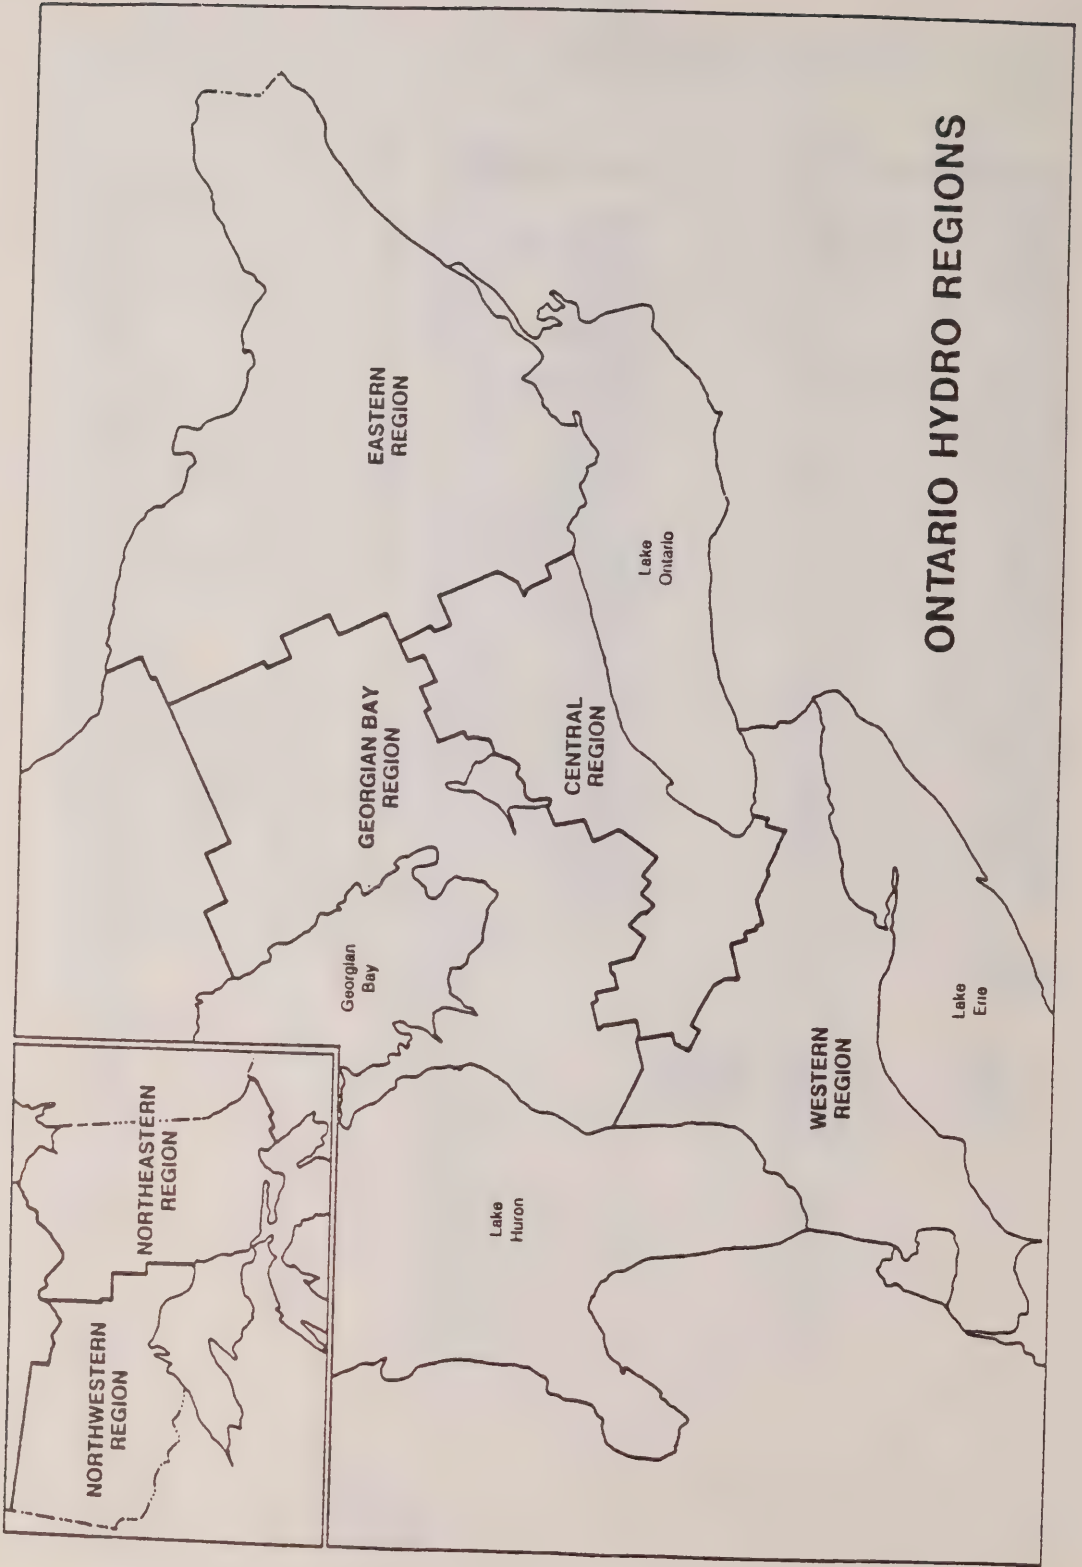 NORTHWESTERN
REGION
NORTHEASTERN
REGION
Georgian
Bay
GEORGIAN BAY
REGION
EASTERN
REGION
Lake
Huron
CENTRAL
REGION
Lake
Ontario
WESTERN
REGION
Lake
Erie
ONTARIO HYDRO REGIONS